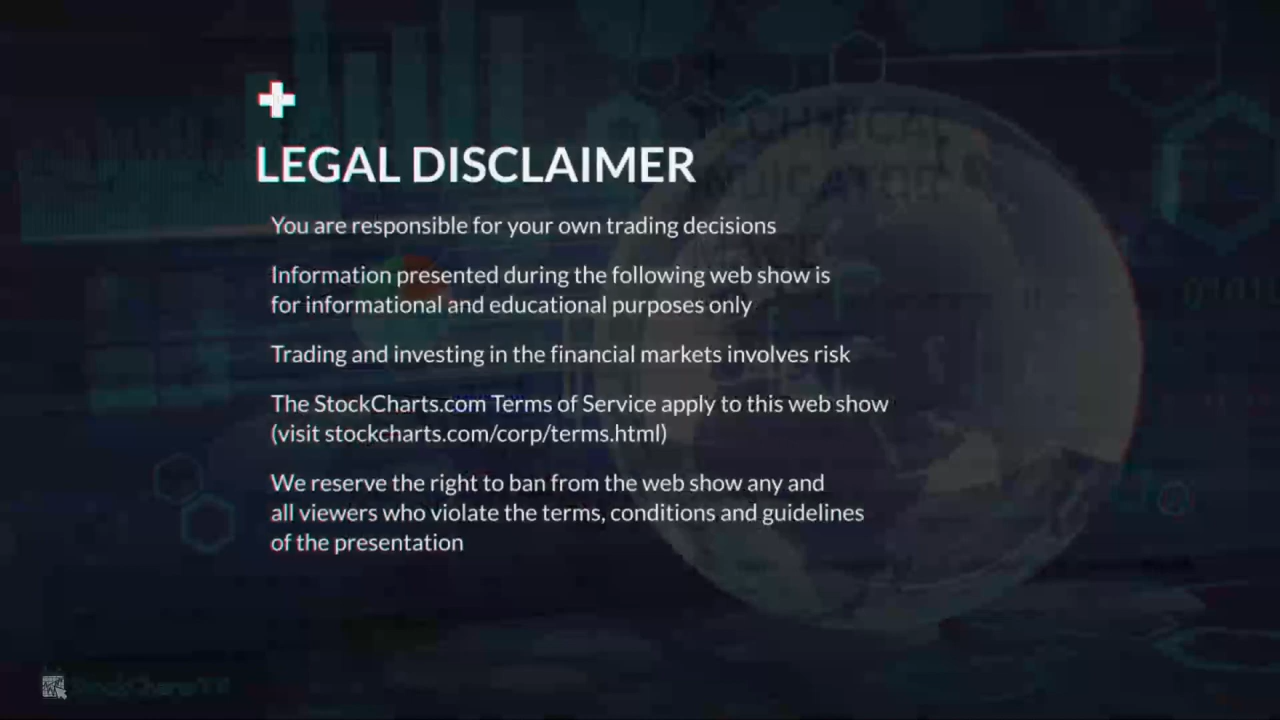 LEGAL DISCLAIMER
You are responsible for your own trading decisions
Information presented during the following web show is
for informational and educational purposes only
Trading and investing in the financial markets involves risk
The StockCharts.com Terms of Service apply to this web show
(visit stockcharts.com/corp/terms.html)
We reserve the right to ban from the web show any and
all viewers who violate the terms, conditions and guidelines
of the presentation